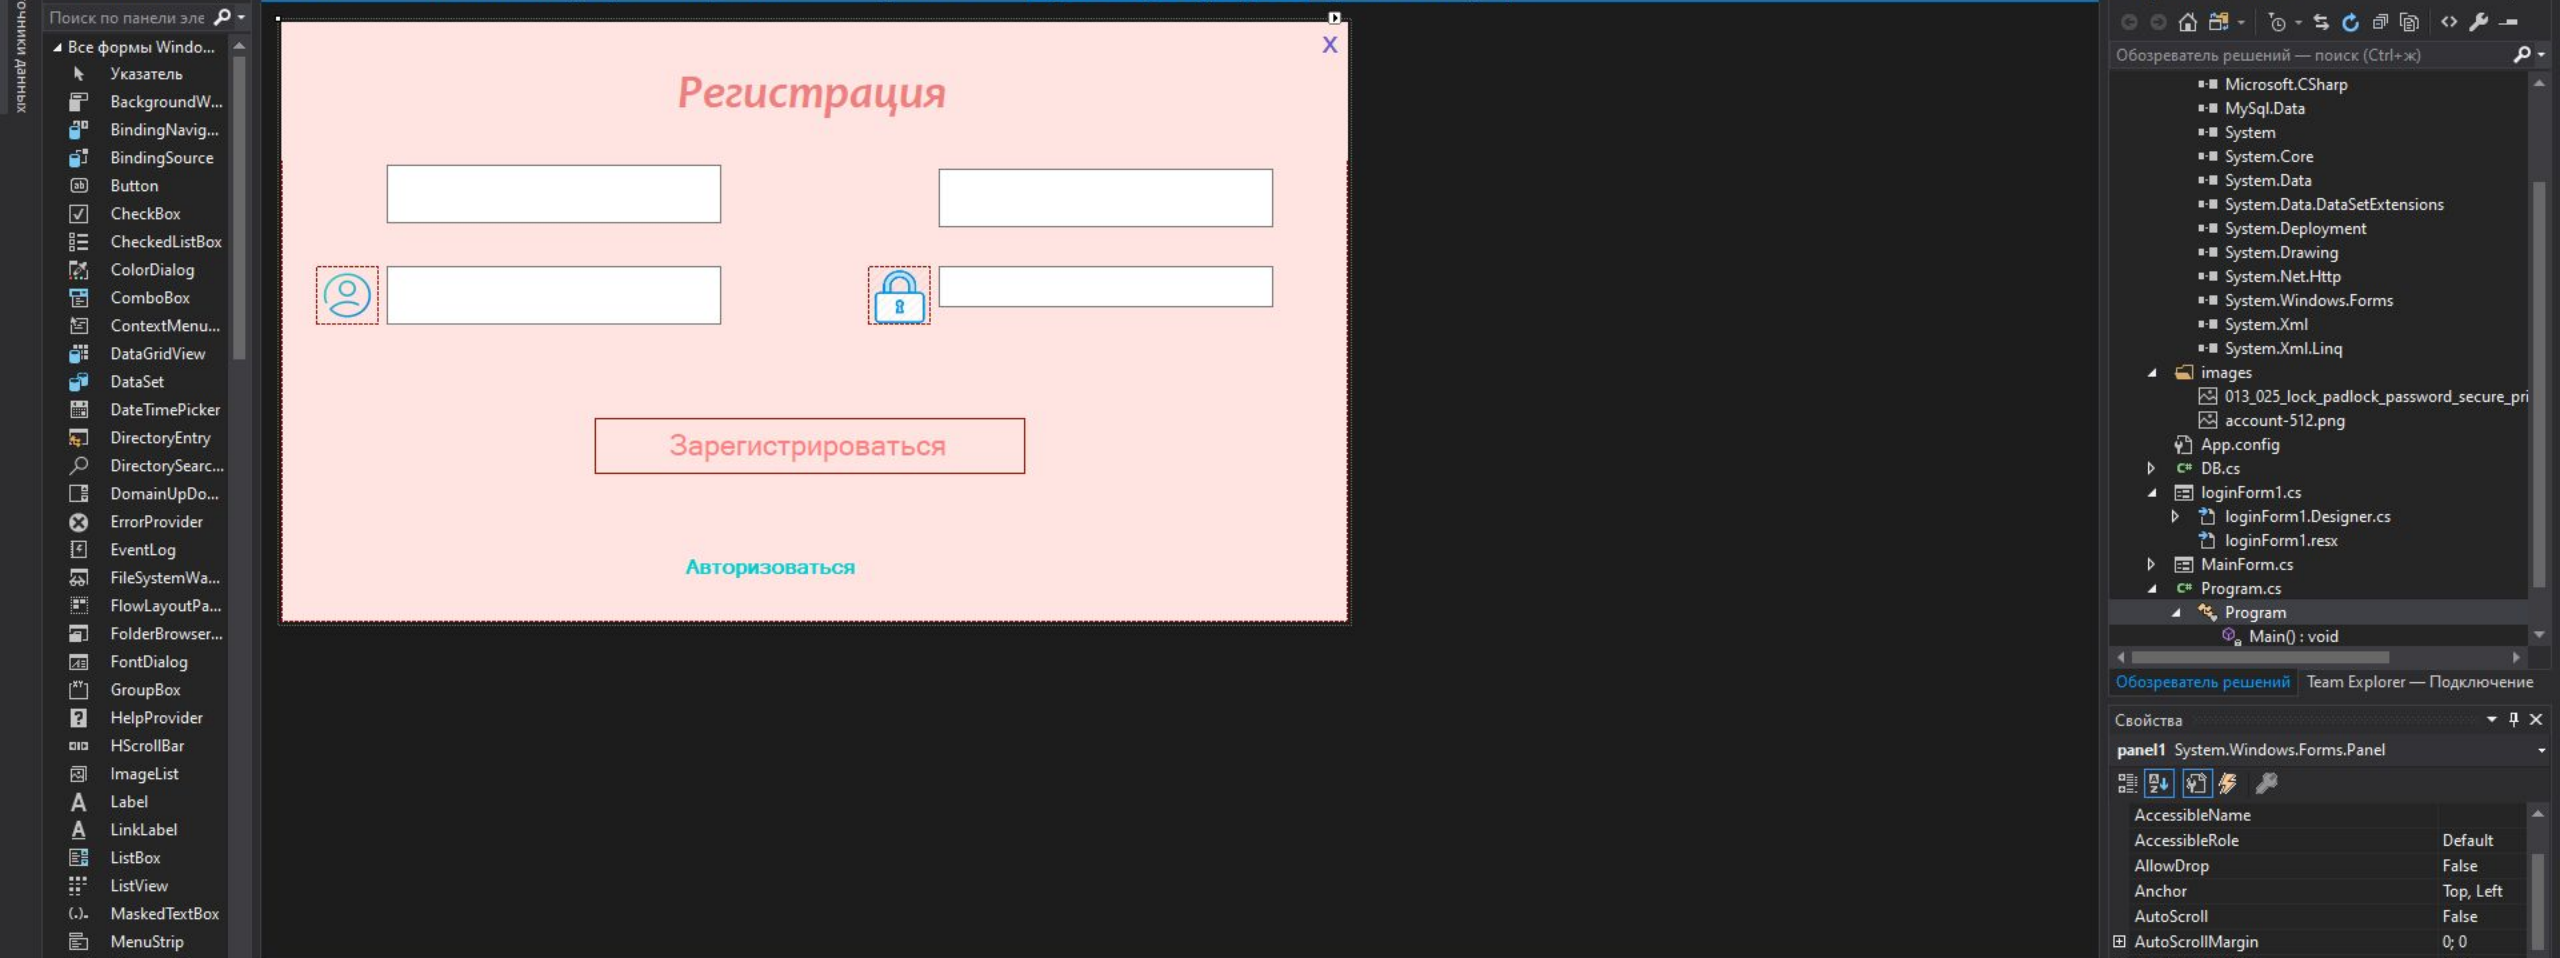 очники данных
Поиск по панели эле
Все формы Windo...
Указатель
BackgroundW...
BindingNavig...
BindingSource
Button
CheckBox
CheckedListBox
ColorDialog
ComboBox
ContextMenu...
DataGridView
DataSet
DateTimePicker
DirectoryEntry
DirectorySearc...
DomainUpDo...
ErrorProvider
EventLog
FileSystemWa...
FlowLayoutPa...
FolderBrowser...
FontDialog
GroupBox
HelpProvider
HScrollBar
ImageList
Label
LinkLabel
ListBox
ListView
MaskedTextBox
MenuStrip
X
Регистрация
Зарегистрироваться
Авторизоваться
Обозреватель решений — поиск (Ctrl+ж)
Microsoft.CSharp
MySql.Data
System
System.Core
System.Data
System.Data.DataSetExtensions
System.Deployment
System.Drawing
System.Net.Http
System.Windows.Forms
System.Xml
System.Xml.Linq
images
013_025_lock_padlock_password_secure_pri
account-512.png
App.config
C# DB.cs
loginForm1.cs
loginForm1.Designer.cs
loginForm1.resx
MainForm.cs
C# Program.cs
Program
Main() : void
Обозреватель решений Team Explorer — Подключение
Свойства
panel1 System.Windows.Forms.Panel
AccessibleName
AccessibleRole Default
AllowDrop False
Anchor Top, Left
AutoScroll False
AutoScrollMargin 0; 0